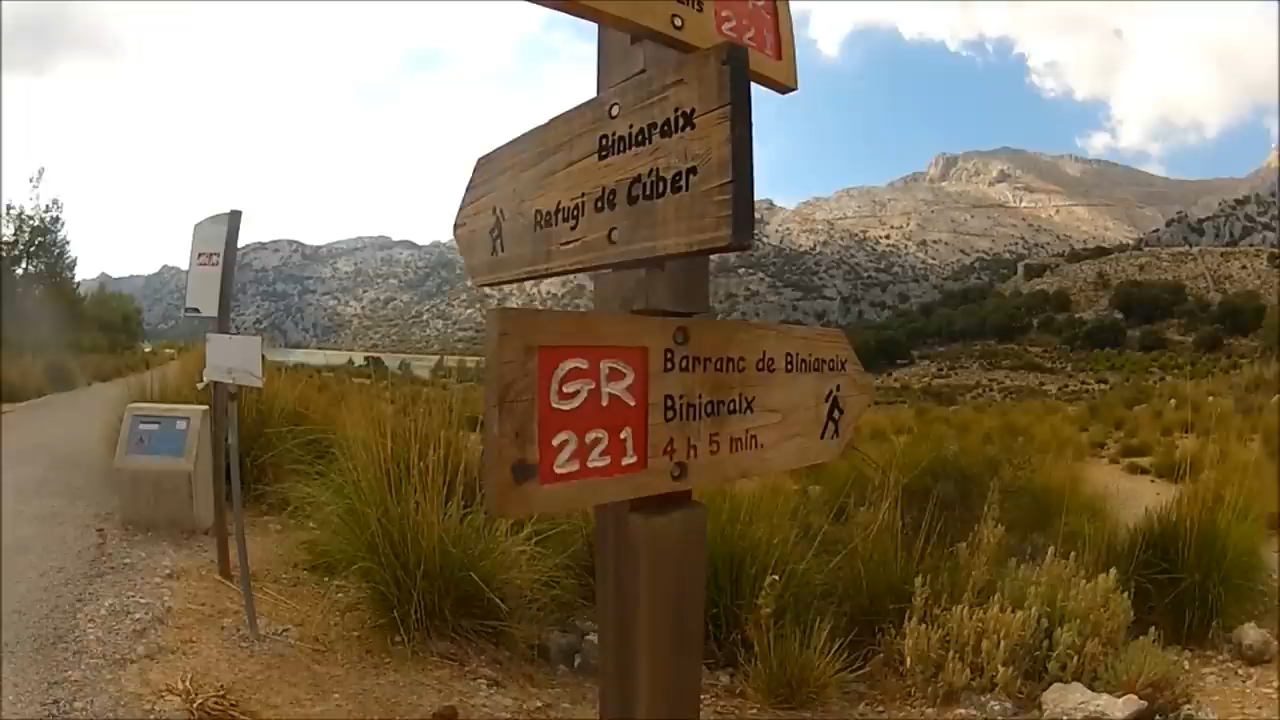 221
Biniaraix
Refugi de Cúber
GR
221
Barranc de Biniaraix
Biniaraix
4 h 5 min.